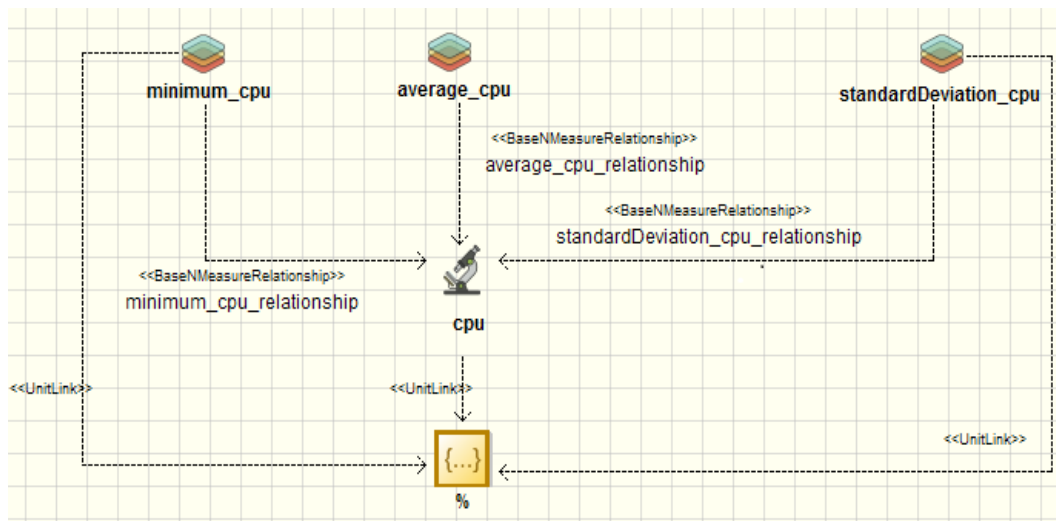 minimum_cpu
average_cpu
standardDeviation_cpu
<<BaseNMeasureRelationship>>
average_cpu_relationship
<<BaseNMeasureRelationship>>
standardDeviation_cpu_relationship
<<BaseNMeasureRelationship>>
minimum_cpu_relationship
cpu
<<UnitLink>>
<<UnitLink>>
<<UnitLink>>
{...}
%